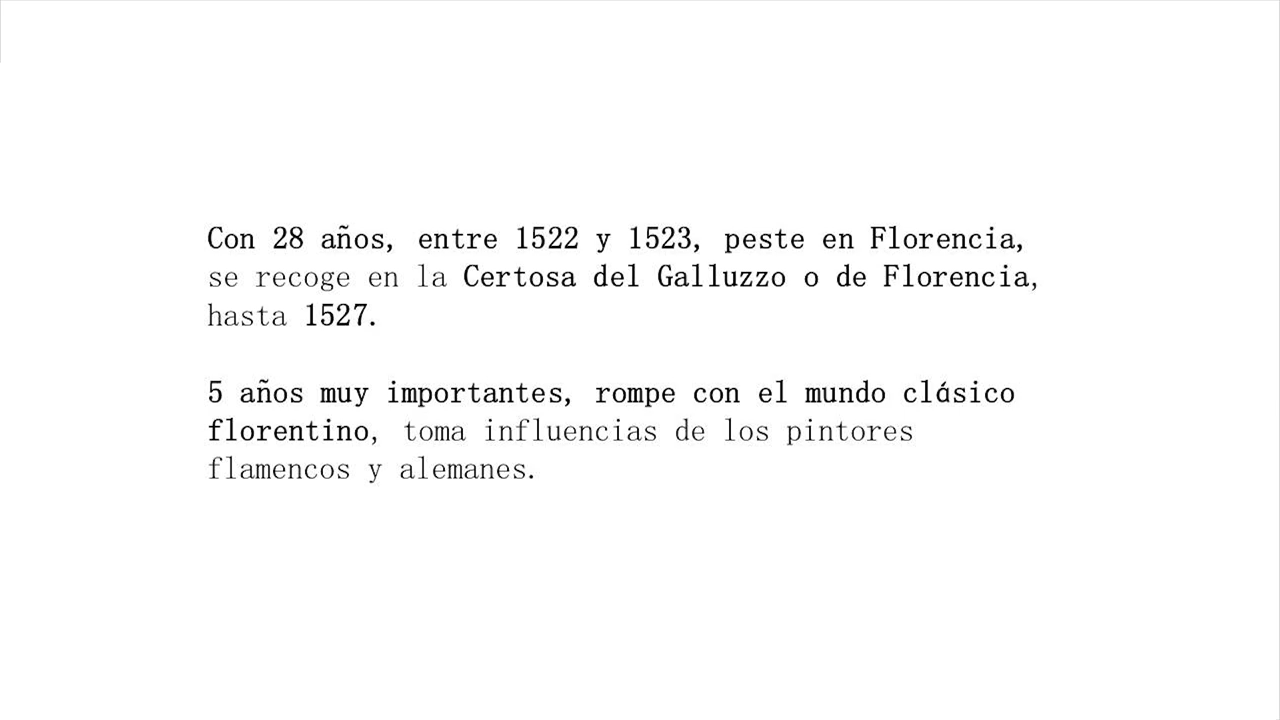 Con 28 años, entre 1522 y 1523, peste en Florencia,
se recoge en la Certosa del Galluzzo o de Florencia,
hasta 1527.
5 años muy importantes, rompe con el mundo clásico
florentino, toma influencias de los pintores
flamencos y alemanes.